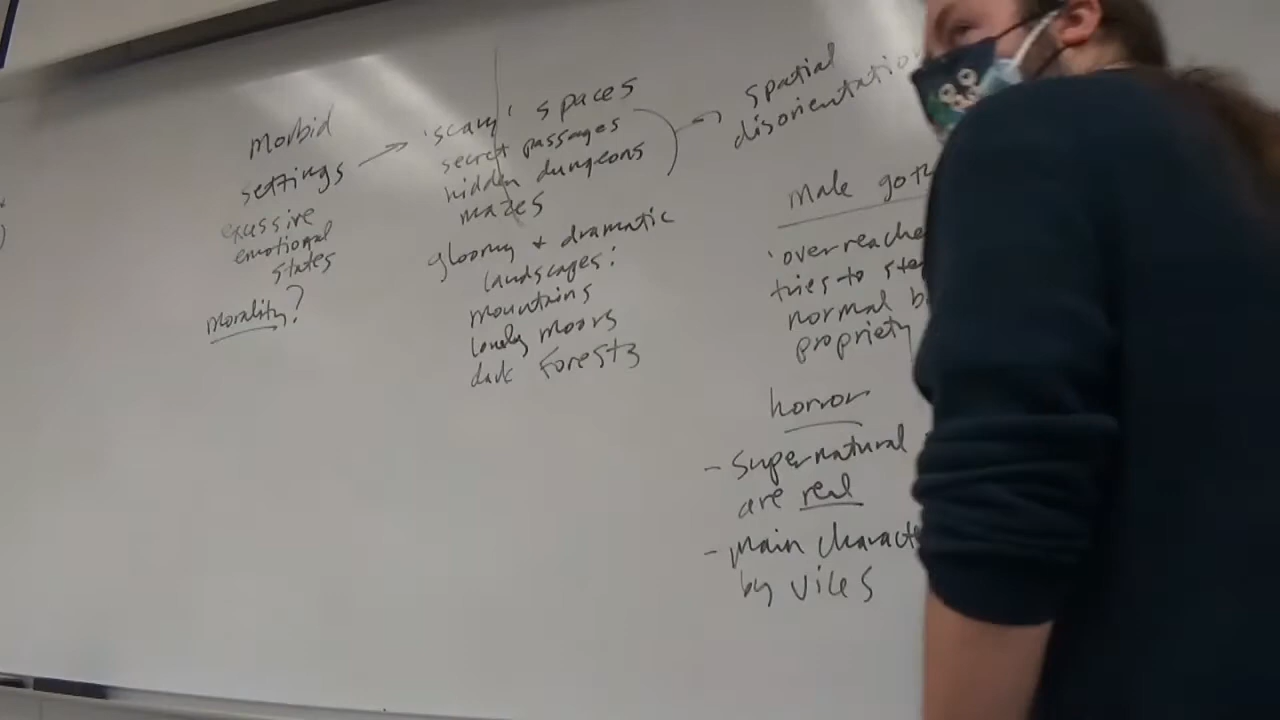 morbid
settings
excessive
emotional
states
morality?
'scary' spaces
secret passages
hidden dungeons
mazes
gloomy + dramatic
landscapes:
mountains
lonely moors
dark forests
spatial
disorientation
male goth
'overreache
tries to ste
normal b
propriety
horror
- supernatural
are real
- main charact
by vices